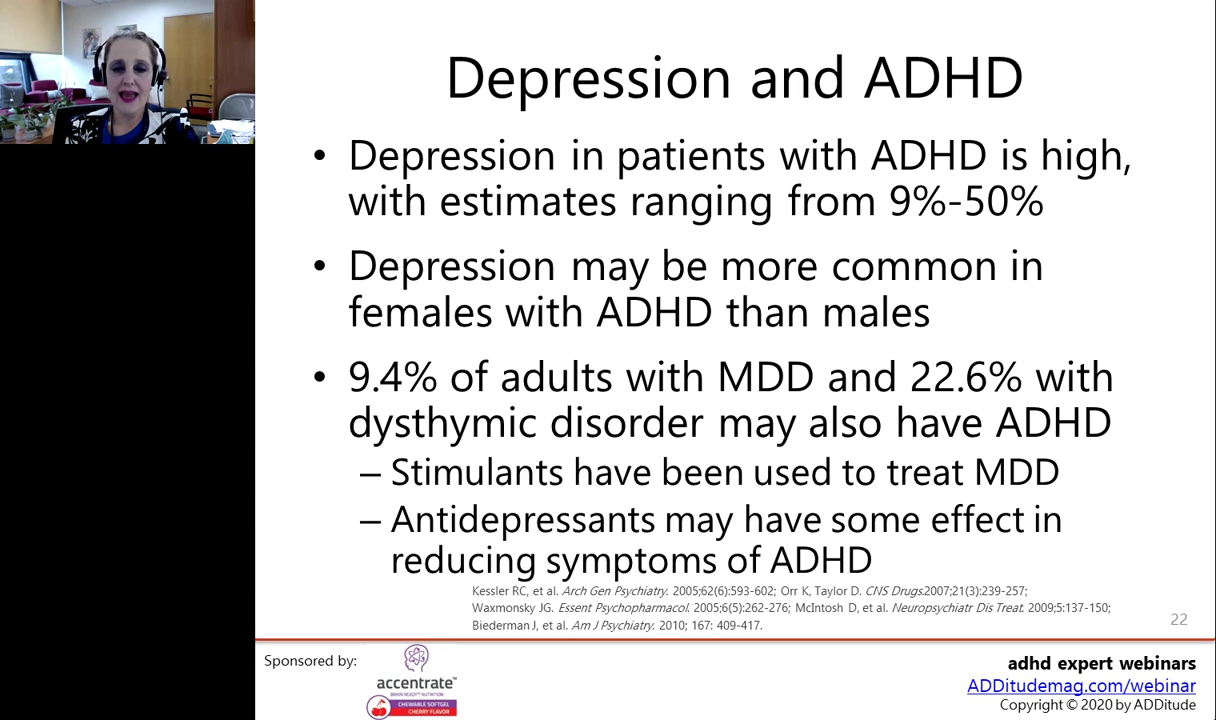 Depression and ADHD
• Depression in patients with ADHD is high,
with estimates ranging from 9%-50%
• Depression may be more common in
females with ADHD than males
• 9.4% of adults with MDD and 22.6% with
dysthymic disorder may also have ADHD
– Stimulants have been used to treat MDD
– Antidepressants may have some effect in
reducing symptoms of ADHD
Kessler RC, et al. Arch Gen Psychiatry. 2005;62(6):593-602; Orr K, Taylor D. CNS Drugs.2007;21(3):239-257;
Waxmonsky JG. Essent Psychopharmacol. 2005;6(5):262-276; McIntosh D, et al. Neuropsychiatr Dis Treat. 2009;5:137-150;
Biederman J, et al. Am J Psychiatry. 2010; 167: 409-417.
22
Sponsored by:
accentrate™
BRAIN READY™ NUTRITION
CHEWABLE SOFTGEL
CHERRY FLAVOR
adhd expert webinars
ADDitudemag.com/webinar
Copyright © 2020 by ADDitude